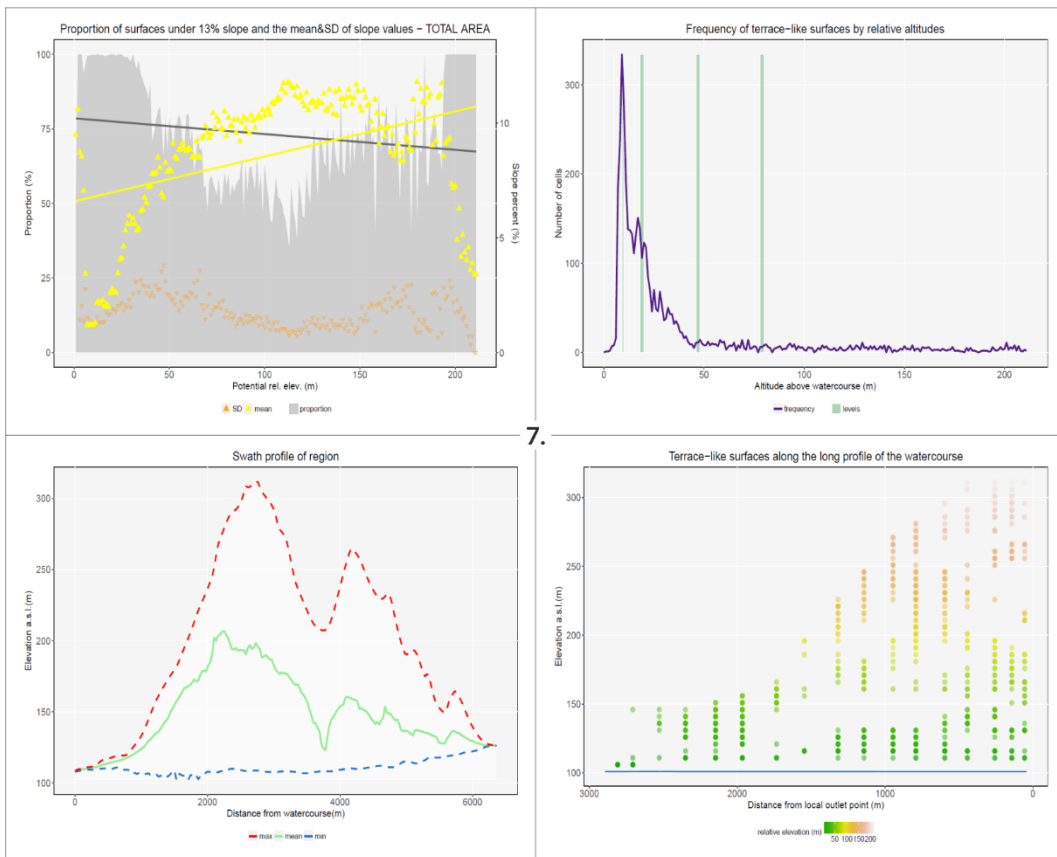 Proportion of surfaces under 13% slope and the mean&SD of slope values − TOTAL AREA
100
75
50
25
0
Proportion (%)
10
5
0
Slope percent (%)
0
50
100
150
200
Potential rel. elev. (m)
SD mean proportion
Frequency of terrace−like surfaces by relative altitudes
300
200
100
0
Number of cells
0
50
100
150
200
Altitude above watercourse (m)
frequency levels
7.
Swath profile of region
300
250
200
150
100
Elevation a.s.l.(m)
0
2000
4000
6000
Distance from watercourse(m)
max mean min
Terrace−like surfaces along the long profile of the watercourse
300
250
200
150
100
Elevation a.s.l.(m)
3000
2000
1000
0
Distance from local outlet point (m)
relative elevation (m)
50 100150200